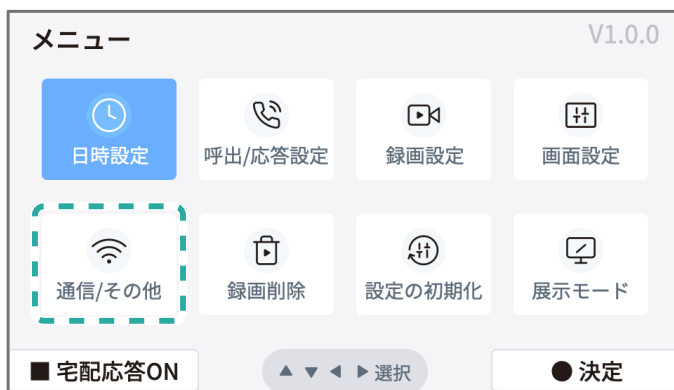 メニュー V1.0.0
日時設定 呼出/応答設定 録画設定 画面設定
通信/その他 録画削除 設定の初期化 展示モード
■ 宅配応答ON ▲ ▼ ◀ ▶ 選択 ● 決定